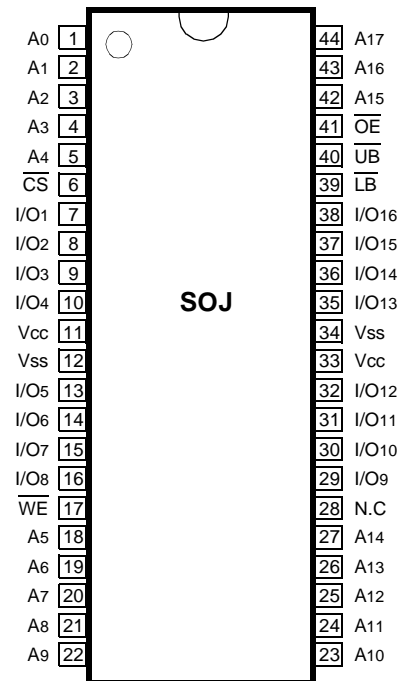 A0 1 44 A17
A1 2 43 A16
A2 3 42 A15
A3 4 41 OE
A4 5 40 UB
CS 6 39 LB
I/O1 7 38 I/O16
I/O2 8 37 I/O15
I/O3 9 36 I/O14
I/O4 10 SOJ 35 I/O13
Vcc 11 34 Vss
Vss 12 33 Vcc
I/O5 13 32 I/O12
I/O6 14 31 I/O11
I/O7 15 30 I/O10
I/O8 16 29 I/O9
WE 17 28 N.C
A5 18 27 A14
A6 19 26 A13
A7 20 25 A12
A8 21 24 A11
A9 22 23 A10